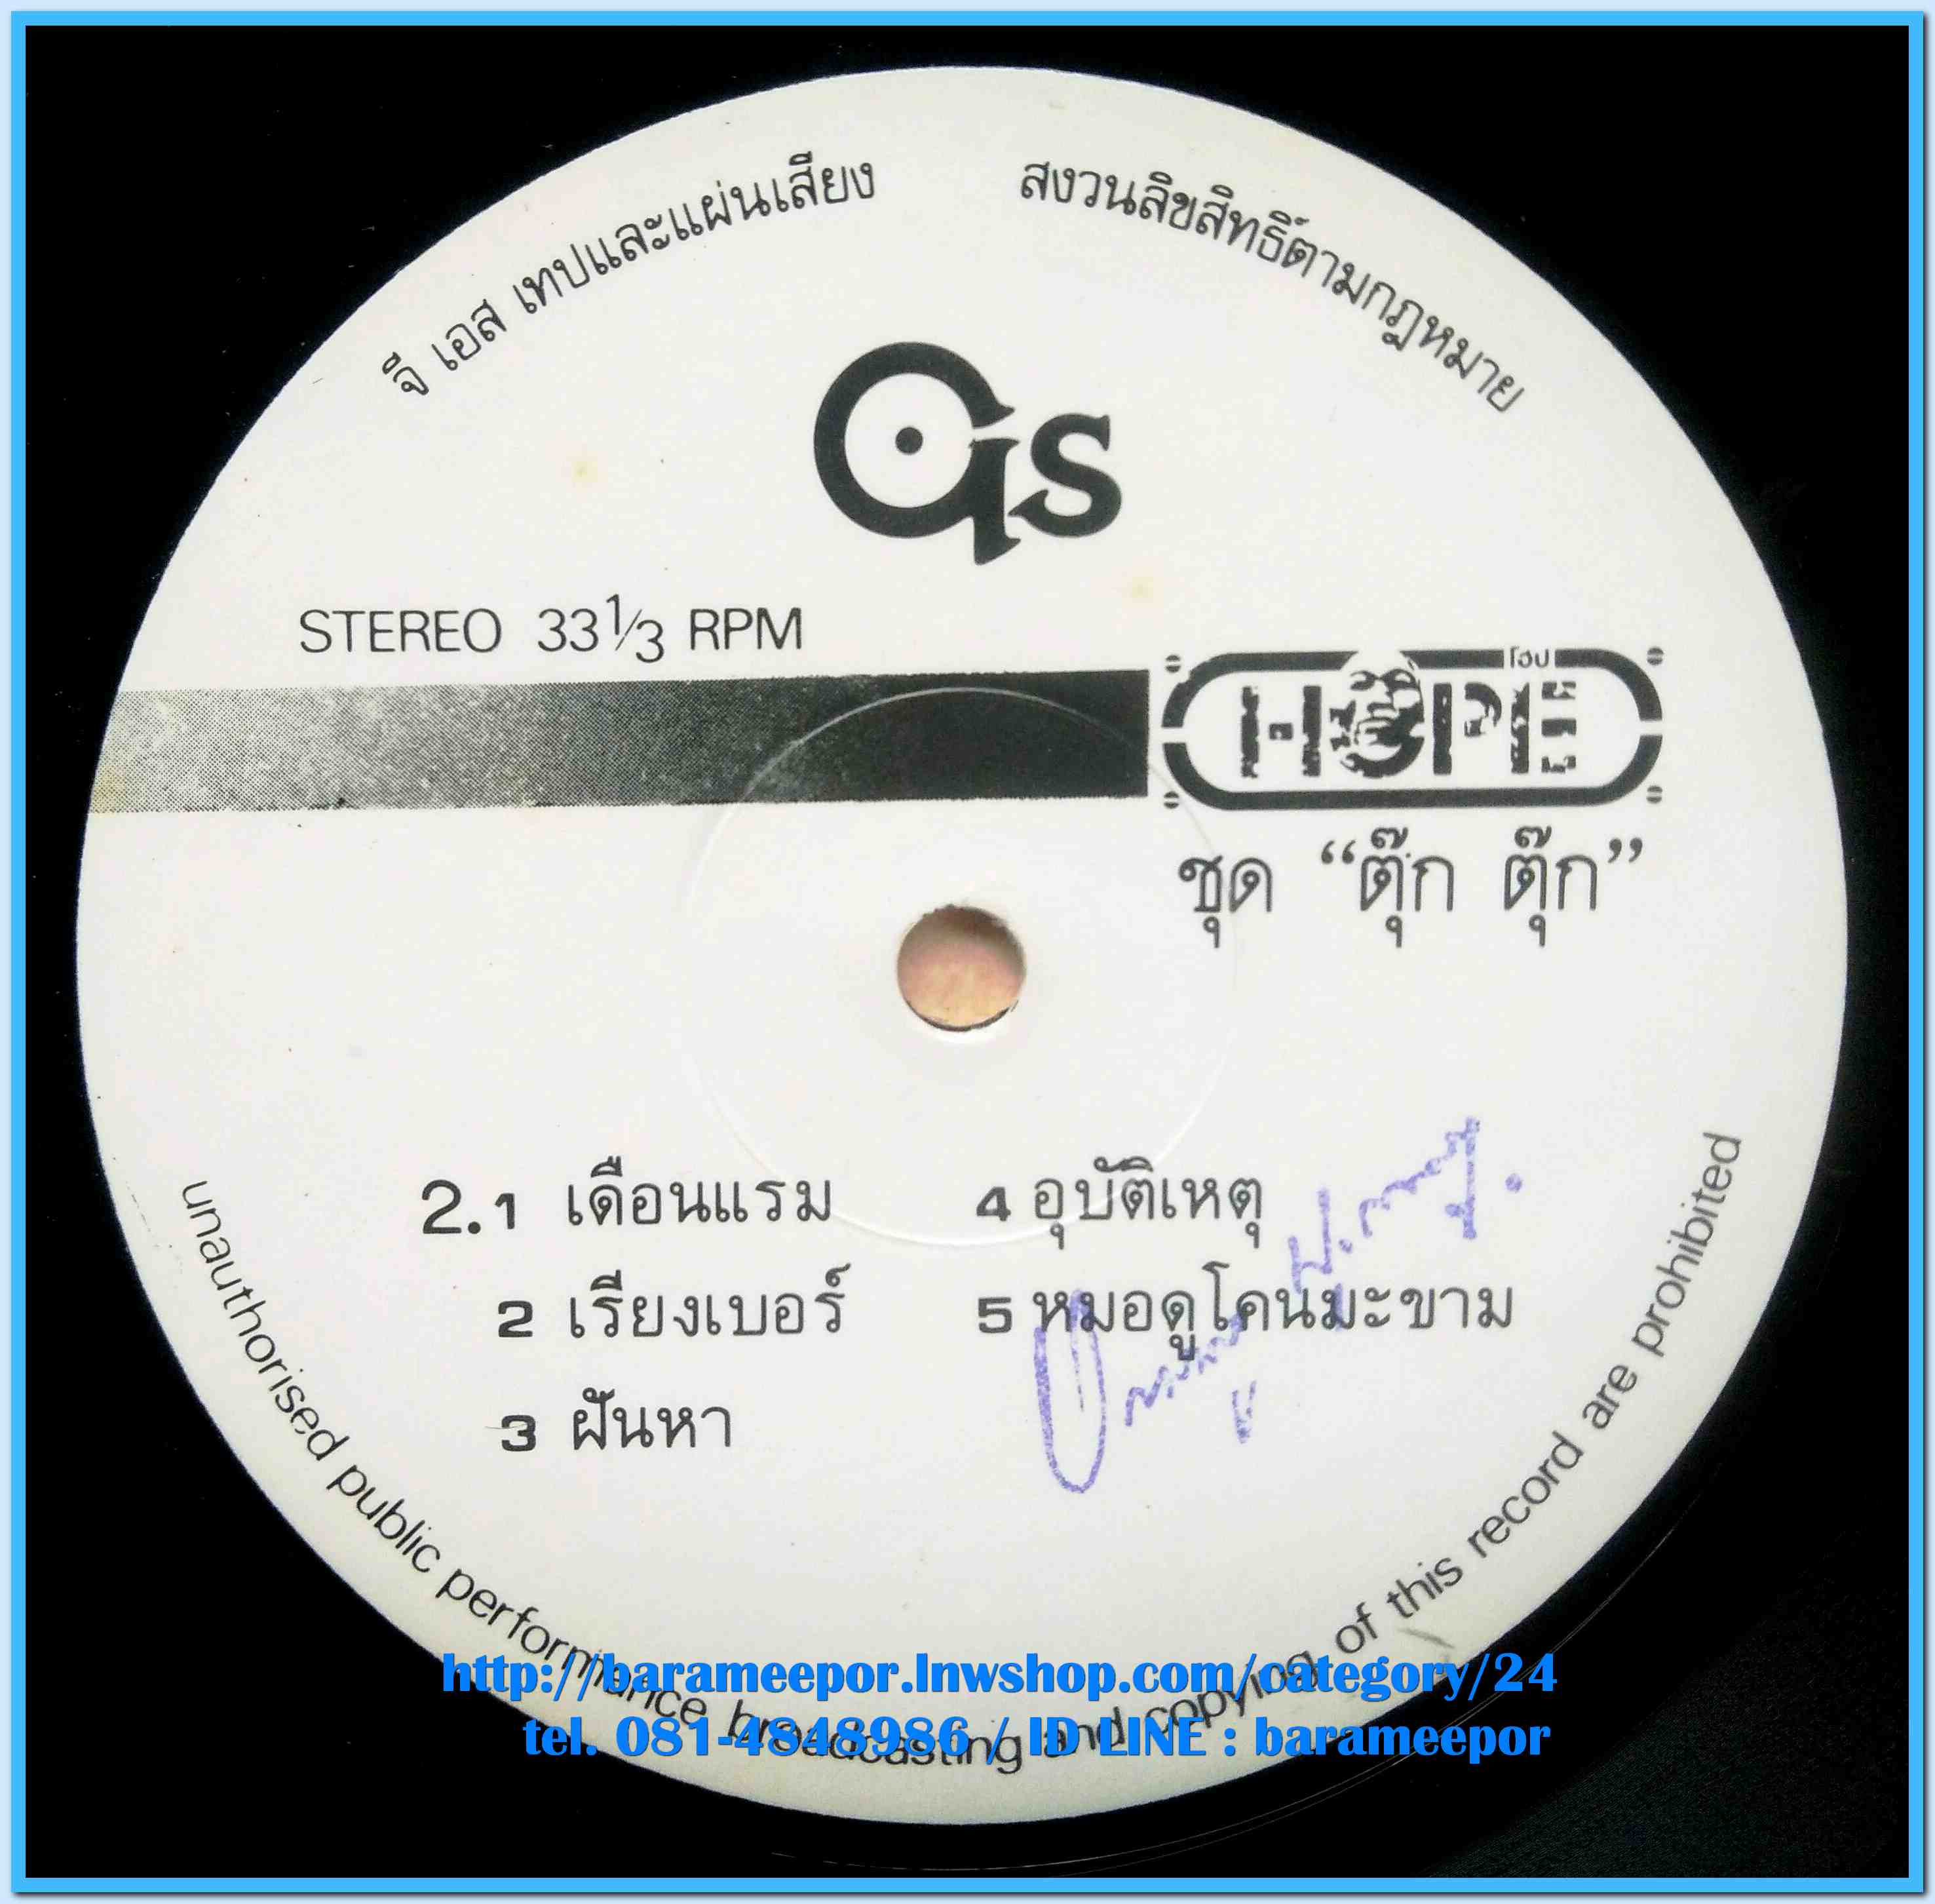 จี เอส เทปและแผ่นเสียง
สงวนลิขสิทธิ์ตามกฎหมาย
Gs
STEREO 33⅓ RPM
โฮป
HOPE
ชุด “ตุ๊ก ตุ๊ก”
2.1 เดือนแรม
2 เรียงเบอร์
3 ฝันหา
4 อุบัติเหตุ
5 หมอดูโคนมะขาม
unauthorised public performance broadcasting and copying of this record are prohibited
http://barameepor.lnwshop.com/category/24
tel. 081-4848986 / ID LINE : barameepor